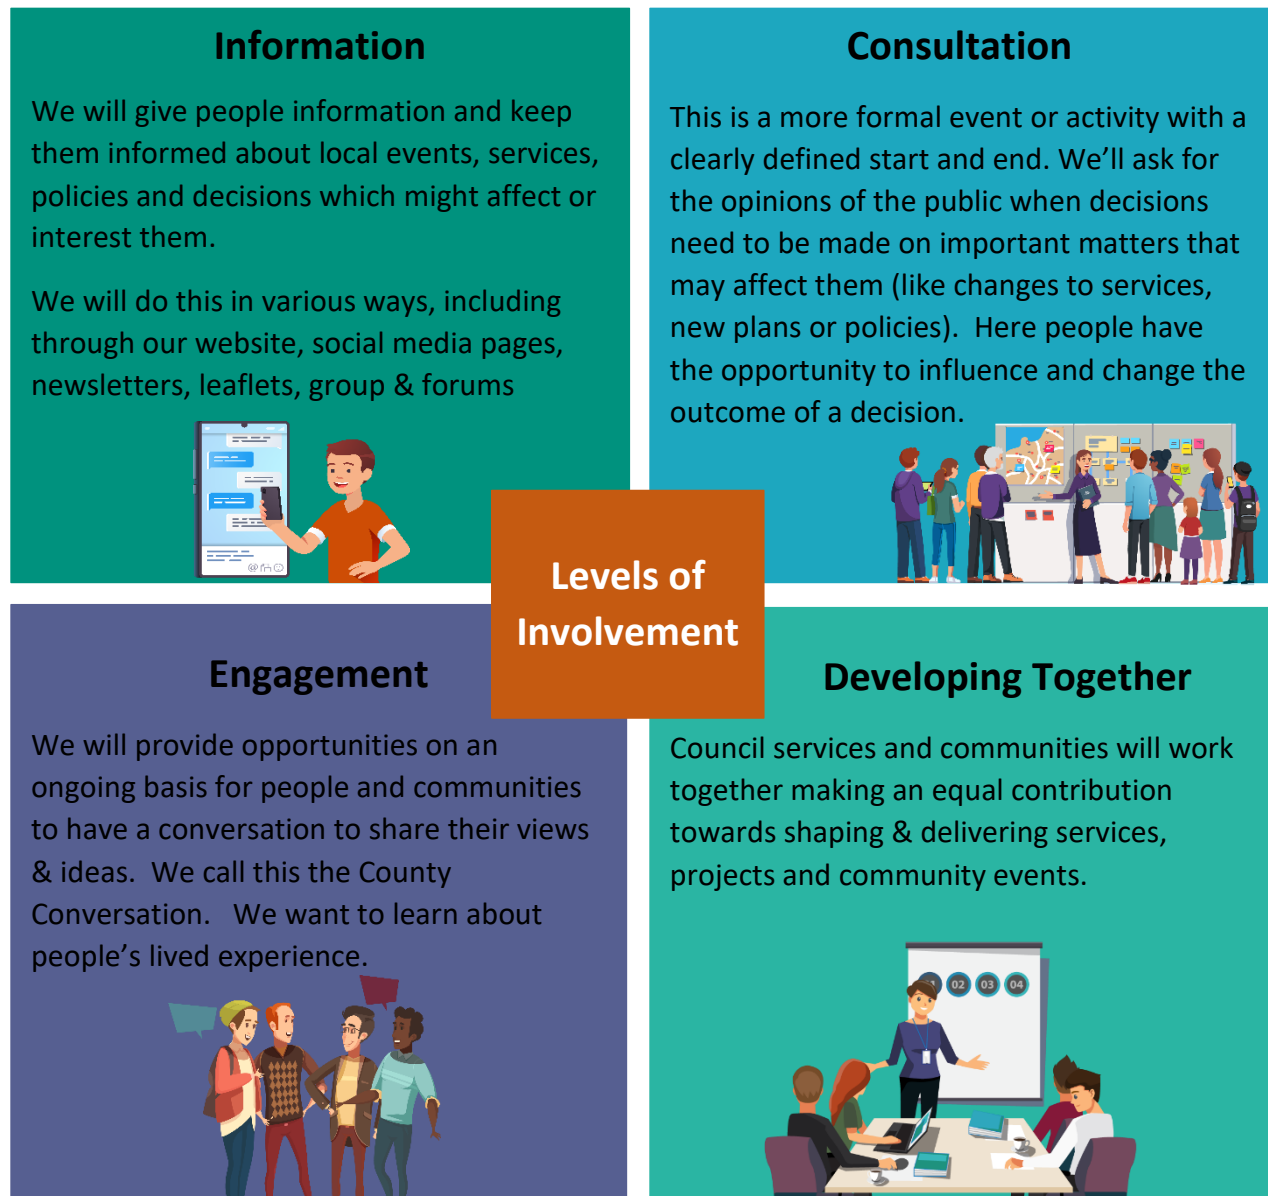 Information
We will give people information and keep
them informed about local events, services,
policies and decisions which might affect or
interest them.
We will do this in various ways, including
through our website, social media pages,
newsletters, leaflets, group & forums
Consultation
This is a more formal event or activity with a
clearly defined start and end. We’ll ask for
the opinions of the public when decisions
need to be made on important matters that
may affect them (like changes to services,
new plans or policies).  Here people have
the opportunity to influence and change the
outcome of a decision.
Levels of
Involvement
Engagement
We will provide opportunities on an
ongoing basis for people and communities
to have a conversation to share their views
& ideas.  We call this the County
Conversation.   We want to learn about
people’s lived experience.
Developing Together
Council services and communities will work
together making an equal contribution
towards shaping & delivering services,
projects and community events.
02 03 04